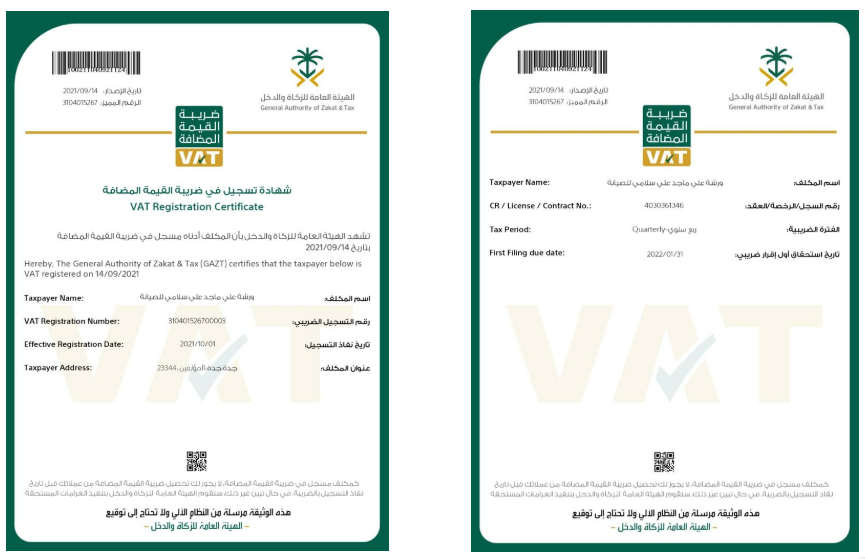 100211040921124
تاريخ الإصدار: 2021/09/14
الرقم المميز: 3104015267
الهيئة العامة للزكاة والدخل
General Authority of Zakat & Tax
ضريبة
القيمة
المضافة
VAT
شهادة تسجيل في ضريبة القيمة المضافة
VAT Registration Certificate
تشهد الهيئة العامة للزكاة والدخل بأن المكلف أدناه مسجل في ضريبة القيمة المضافة
بتاريخ 2021/09/14
Hereby, The General Authority of Zakat & Tax (GAZT) certifies that the taxpayer below is
VAT registered on 14/09/2021
Taxpayer Name: ورشة علي ماجد علي سلامي للصيانة اسم المكلف:
VAT Registration Number: 310401526700003 رقم التسجيل الضريبي:
Effective Registration Date: 2021/10/01 تاريخ نفاذ التسجيل:
Taxpayer Address: جدة جدة،المؤلفين ،23344 عنوان المكلف:
VAT
كمكلف مسجل في ضريبة القيمة المضافة، لا يجوز لك تحصيل ضريبة القيمة المضافة من عملائك قبل تاريخ
نفاذ التسجيل بالضريبة، في حال تبين غير ذلك، ستقوم الهيئة العامة للزكاة والدخل بتنفيذ الغرامات المستحقة
هذه الوثيقة مرسلة من النظام الآلي ولا تحتاج إلى توقيع
– الهيئة العامة للزكاة والدخل –
100211040921124
تاريخ الإصدار: 2021/09/14
الرقم المميز: 3104015267
الهيئة العامة للزكاة والدخل
General Authority of Zakat & Tax
ضريبة
القيمة
المضافة
VAT
Taxpayer Name: ورشة علي ماجد علي سلامي للصيانة اسم المكلف:
CR / License / Contract No.: 4030361346 رقم السجل/الرخصة/العقد:
Tax Period: Quarterly-ربع سنوي الفترة الضريبية:
First Filing due date: 2022/01/31 تاريخ استحقاق أول إقرار ضريبي:
VAT
كمكلف مسجل في ضريبة القيمة المضافة، لا يجوز لك تحصيل ضريبة القيمة المضافة من عملائك قبل تاريخ
نفاذ التسجيل بالضريبة، في حال تبين غير ذلك، ستقوم الهيئة العامة للزكاة والدخل بتنفيذ الغرامات المستحقة
هذه الوثيقة مرسلة من النظام الآلي ولا تحتاج إلى توقيع
– الهيئة العامة للزكاة والدخل –